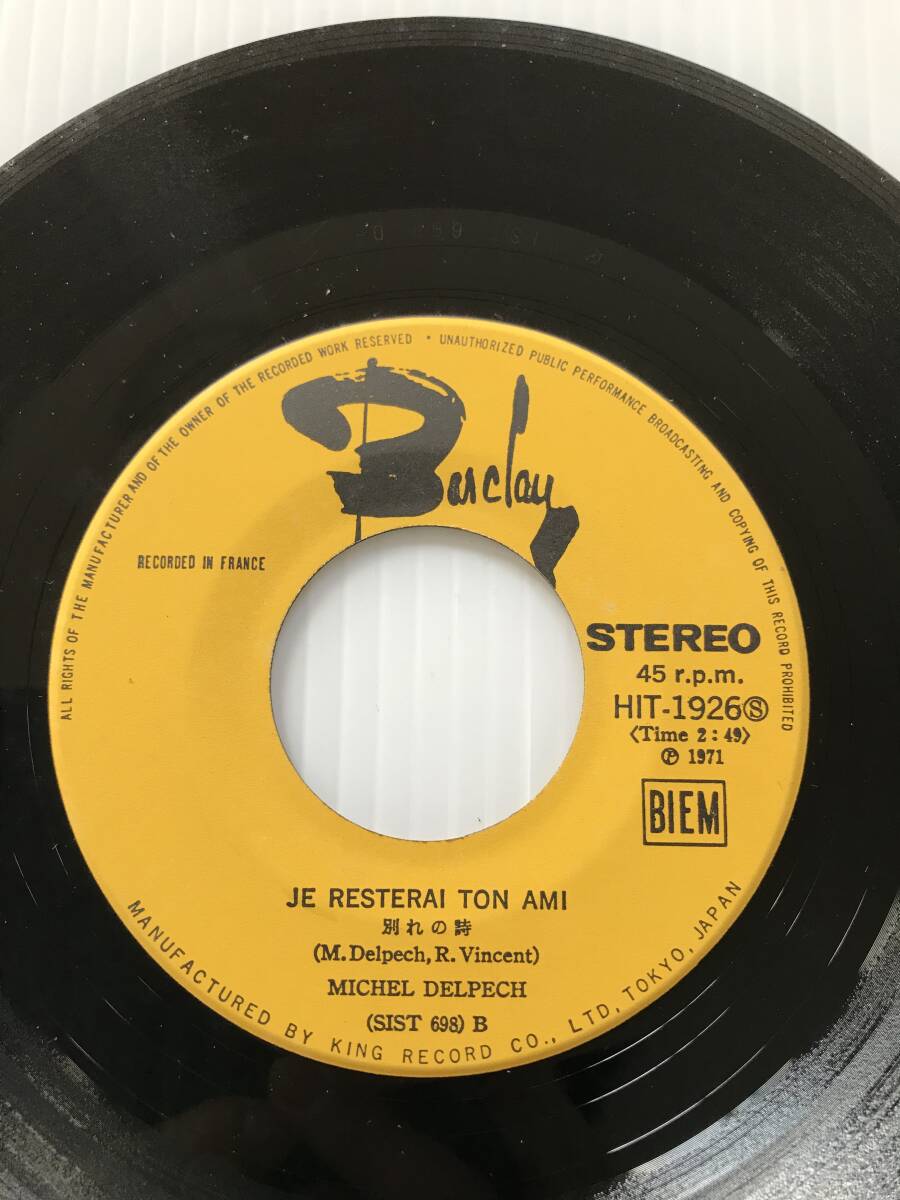 ALL RIGHTS OF THE MANUFACTURER AND OF THE OWNER OF THE RECORDED WORK RESERVED • UNAUTHORIZED PUBLIC PERFORMANCE BROADCASTING AND COPYING OF THIS RECORD PROHIBITED
Barclay
RECORDED IN FRANCE
STEREO
45 r.p.m.
HIT-1926Ⓢ
〈Time 2:49〉
Ⓟ 1971
BIEM
JE RESTERAI TON AMI
別れの詩
(M. Delpech, R. Vincent)
MICHEL DELPECH
(SIST 698) B
MANUFACTURED BY KING RECORD CO., LTD, TOKYO, JAPAN